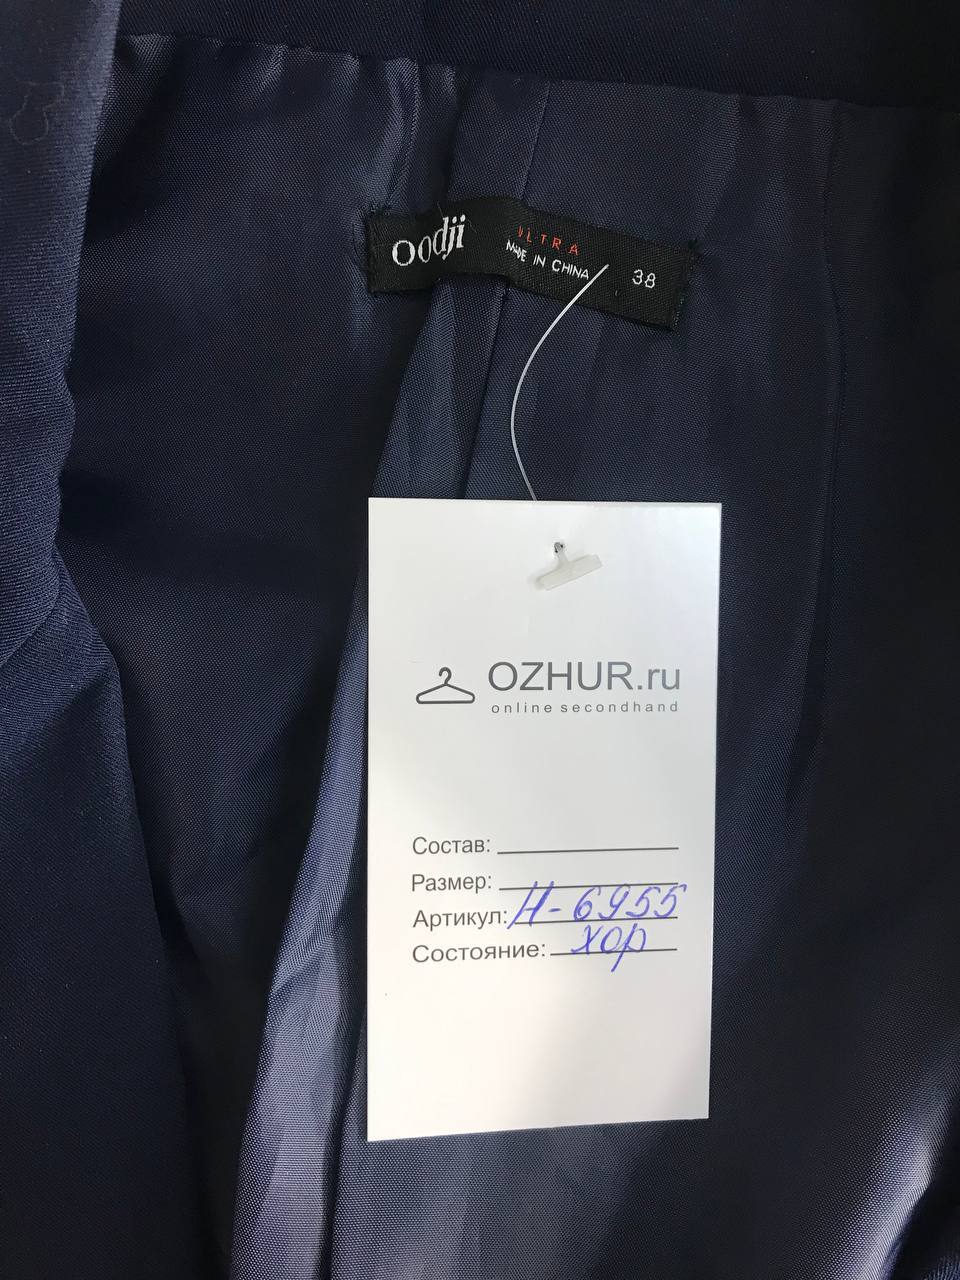 oodji
ULTRA
MADE IN CHINA
38
OZHUR.ru
online secondhand
Состав:
Размер:
Артикул: Н-6955
Состояние: хор